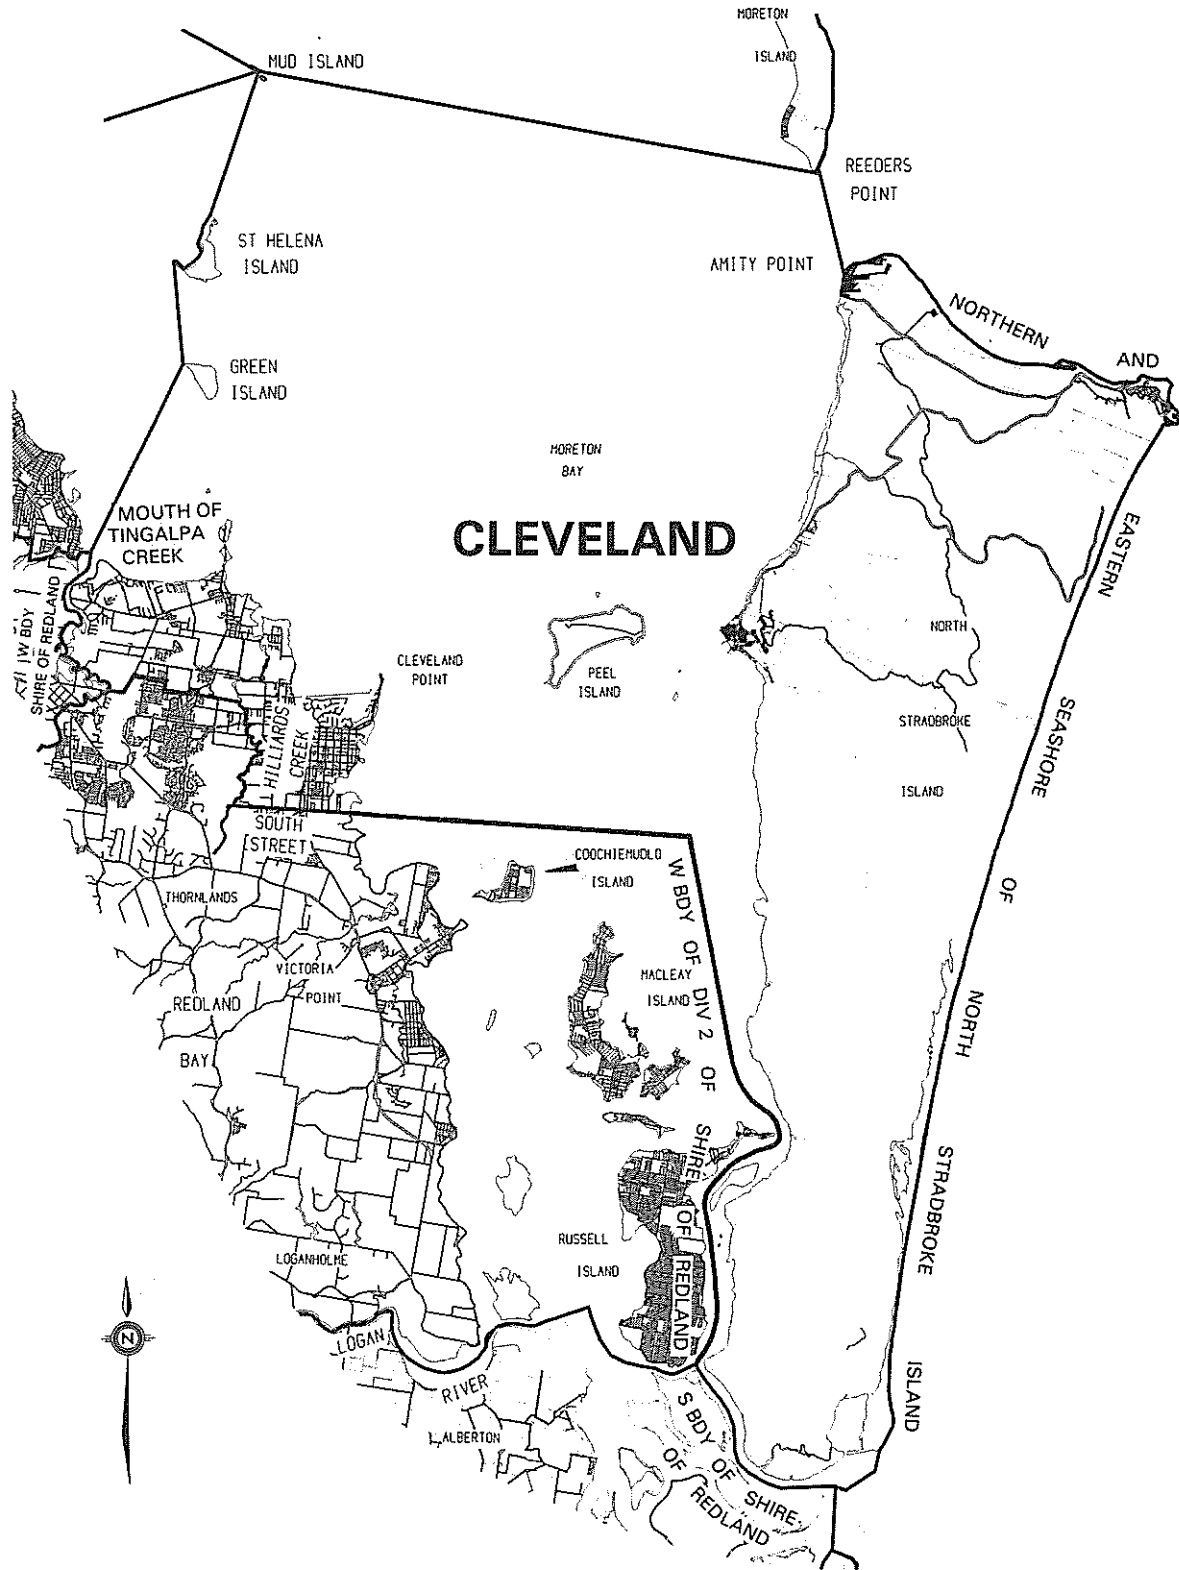 MORETON
ISLAND
MUD ISLAND
REEDERS
POINT
ST HELENA
ISLAND
AMITY POINT
NORTHERN
AND
GREEN
ISLAND
MORETON
BAY
MOUTH OF
TINGALPA
CREEK
CLEVELAND
EASTERN
W BDY
SHIRE OF REDLAND
NORTH
CLEVELAND
POINT
PEEL
ISLAND
STRADBROKE
SEASHORE
HILLIARDS
CREEK
ISLAND
SOUTH
STREET
COOCHIEMUDLO
ISLAND
W BDY OF DIV 2 OF SHIRE OF REDLAND
OF
THORNLANDS
VICTORIA
POINT
MACLEAY
ISLAND
REDLAND
BAY
NORTH
STRADBROKE
RUSSELL
ISLAND
LOGANHOLME
N
LOGAN
RIVER
ISLAND
ALBERTON
S BDY OF SHIRE
OF REDLAND